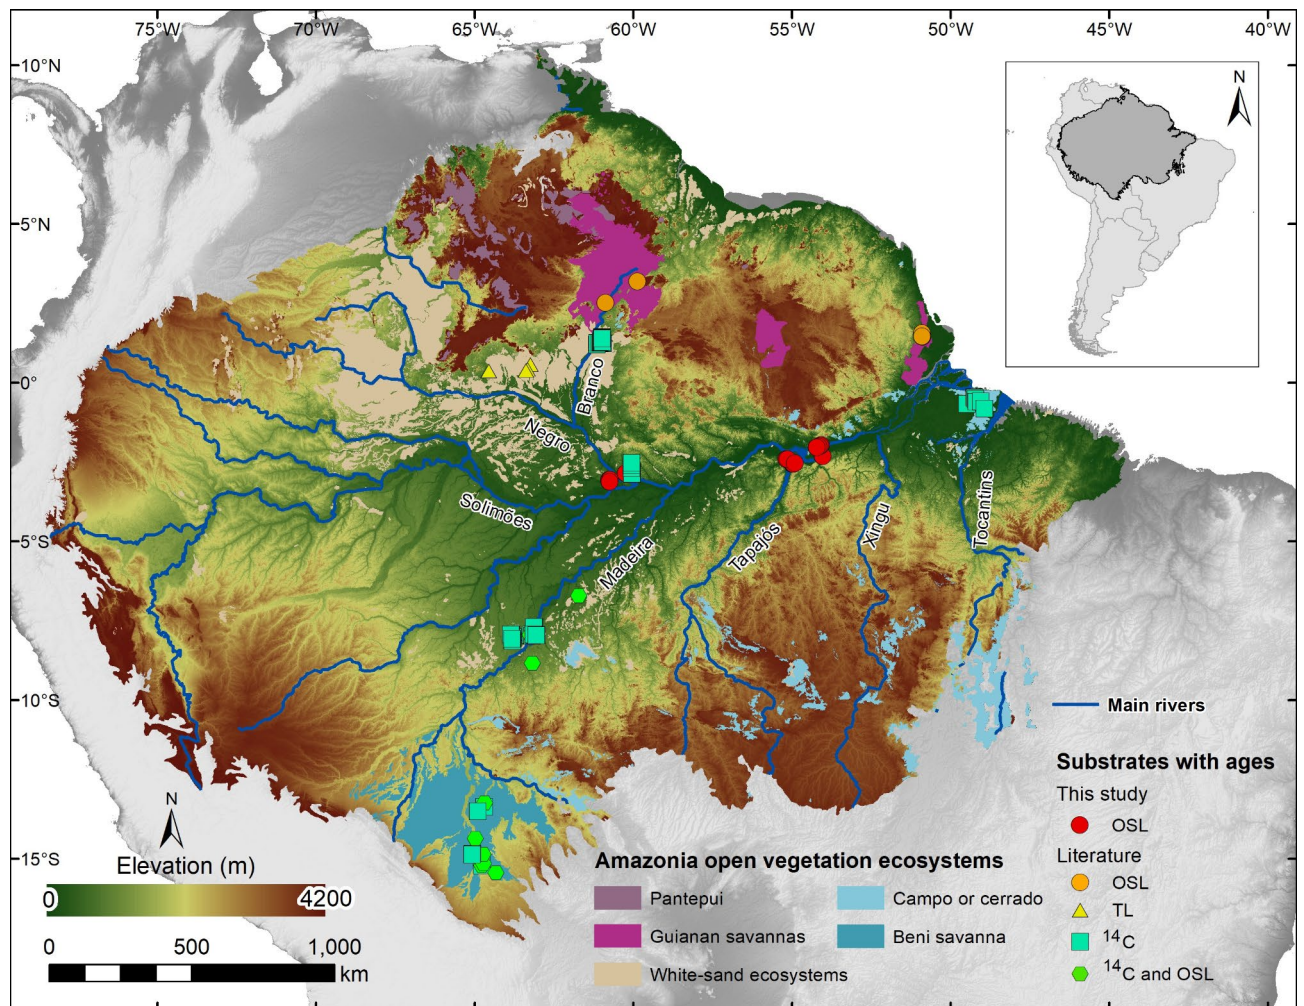 75°W 70°W 65°W 60°W 55°W 50°W 45°W 40°W
10°N
5°N
0°
5°S
10°S
15°S
N
Branco
Negro
Solimões
Madeira
Tapajós
Xingu
Tocantins
N
Elevation (m)
0 4200
0 500 1,000
km
Amazonia open vegetation ecosystems
Pantepui
Guianan savannas
White-sand ecosystems
Campo or cerrado
Beni savanna
Main rivers
Substrates with ages
This study
OSL
Literature
OSL
TL
14C
14C and OSL